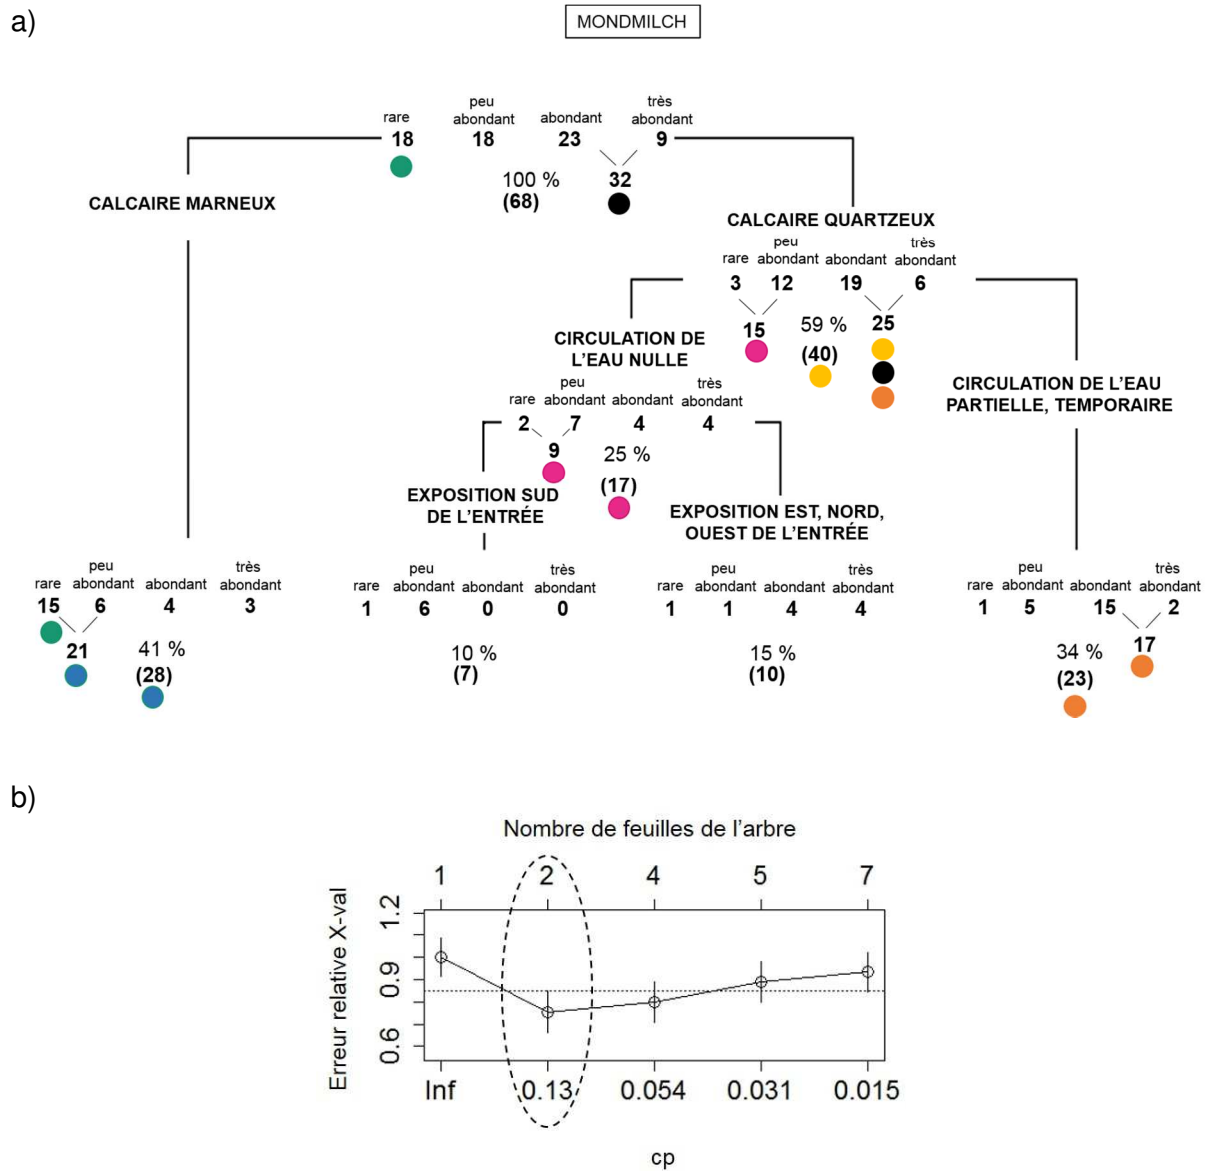 a)
MONDMILCH
rare
peu
abondant
abondant
très
abondant
18 18 23 9
100 %
(68)
32
CALCAIRE MARNEUX
CALCAIRE QUARTZEUX
rare
peu
abondant
abondant
très
abondant
3 12 19 6
15
59 %
(40)
25
CIRCULATION DE
L'EAU NULLE
CIRCULATION DE L'EAU
PARTIELLE, TEMPORAIRE
rare
peu
abondant
abondant
très
abondant
2 7 4 4
9
25 %
(17)
EXPOSITION SUD
DE L'ENTRÉE
EXPOSITION EST, NORD,
OUEST DE L'ENTRÉE
rare
peu
abondant
abondant
très
abondant
15 6 4 3
21
41 %
(28)
rare
peu
abondant
abondant
très
abondant
1 6 0 0
10 %
(7)
rare
peu
abondant
abondant
très
abondant
1 1 4 4
15 %
(10)
rare
peu
abondant
abondant
très
abondant
1 5 15 2
17
34 %
(23)
b)
Nombre de feuilles de l'arbre
1 2 4 5 7
Erreur relative X-val
1.2
0.9
0.6
Inf 0.13 0.054 0.031 0.015
cp